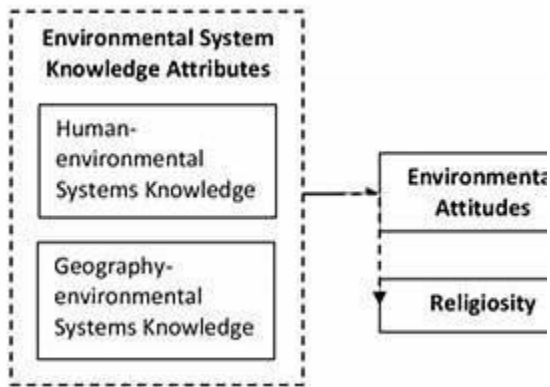 Environmental System
Knowledge Attributes
Human-
environmental
Systems Knowledge
Geography-
environmental
Systems Knowledge
Environmenta
Attitudes
Religiosity